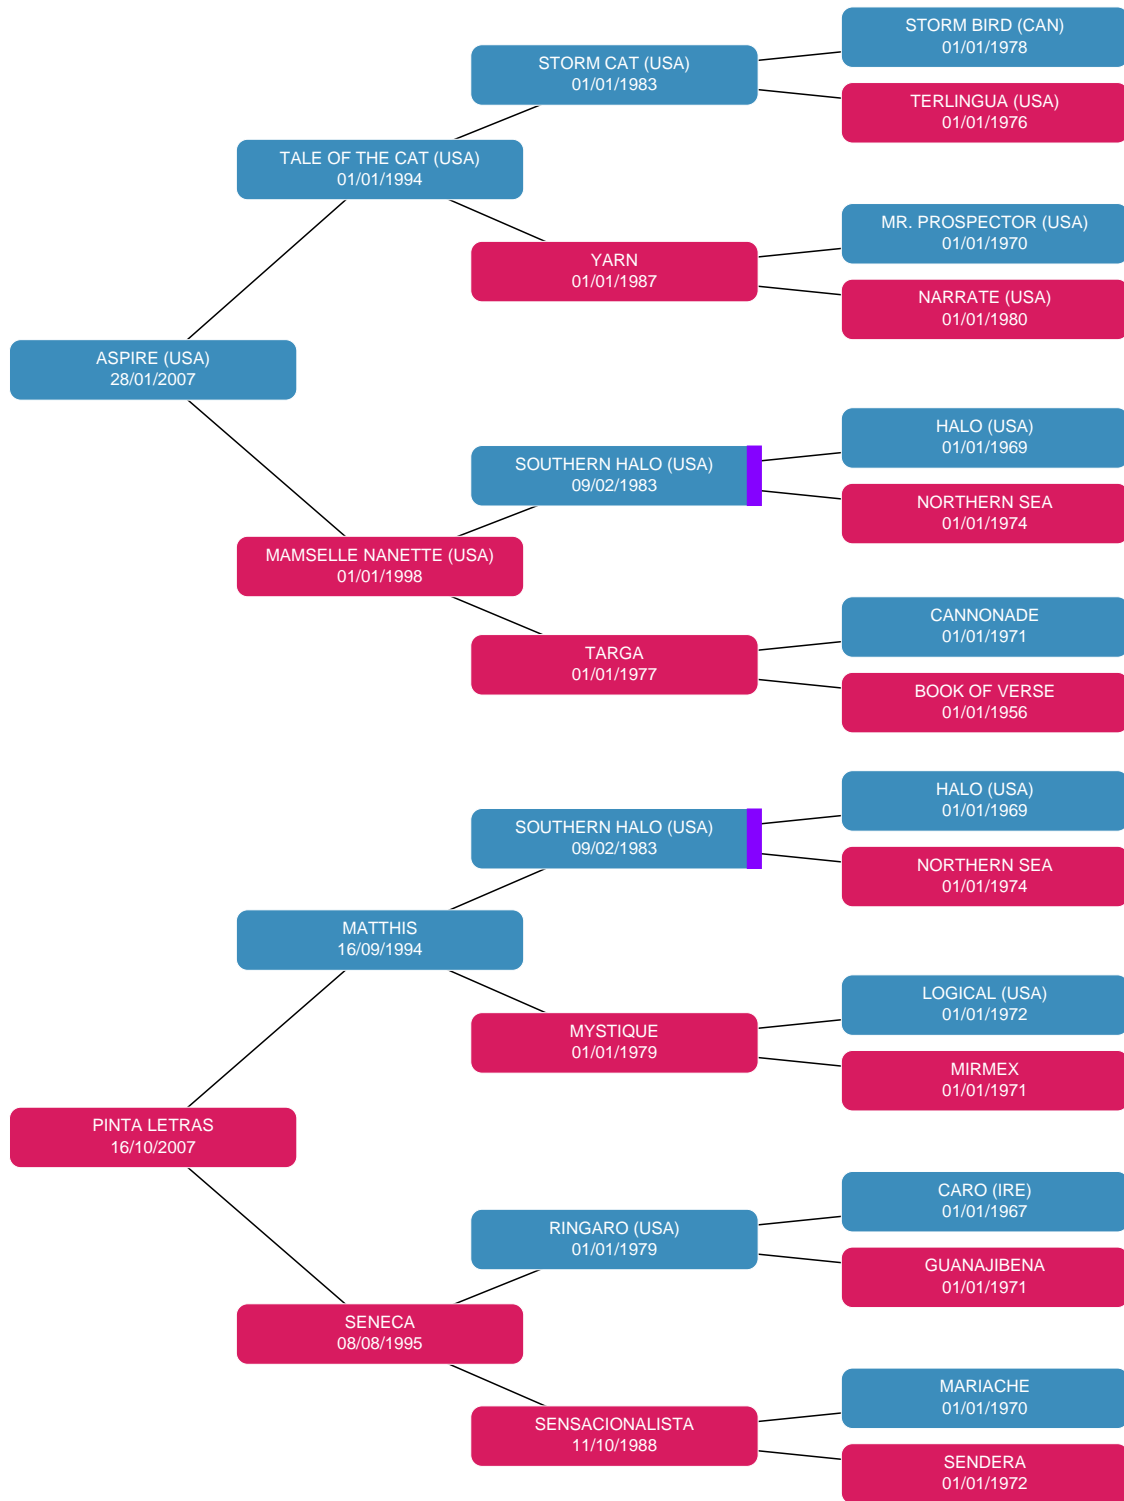 STORM BIRD (CAN)
01/01/1978
STORM CAT (USA)
01/01/1983
TERLINGUA (USA)
01/01/1976
TALE OF THE CAT (USA)
01/01/1994
MR. PROSPECTOR (USA)
01/01/1970
YARN
01/01/1987
NARRATE (USA)
01/01/1980
ASPIRE (USA)
28/01/2007
HALO (USA)
01/01/1969
SOUTHERN HALO (USA)
09/02/1983
NORTHERN SEA
01/01/1974
MAMSELLE NANETTE (USA)
01/01/1998
CANNONADE
01/01/1971
TARGA
01/01/1977
BOOK OF VERSE
01/01/1956
HALO (USA)
01/01/1969
SOUTHERN HALO (USA)
09/02/1983
NORTHERN SEA
01/01/1974
MATTHIS
16/09/1994
LOGICAL (USA)
01/01/1972
MYSTIQUE
01/01/1979
MIRMEX
01/01/1971
PINTA LETRAS
16/10/2007
CARO (IRE)
01/01/1967
RINGARO (USA)
01/01/1979
GUANAJIBENA
01/01/1971
SENECA
08/08/1995
MARIACHE
01/01/1970
SENSACIONALISTA
11/10/1988
SENDERA
01/01/1972